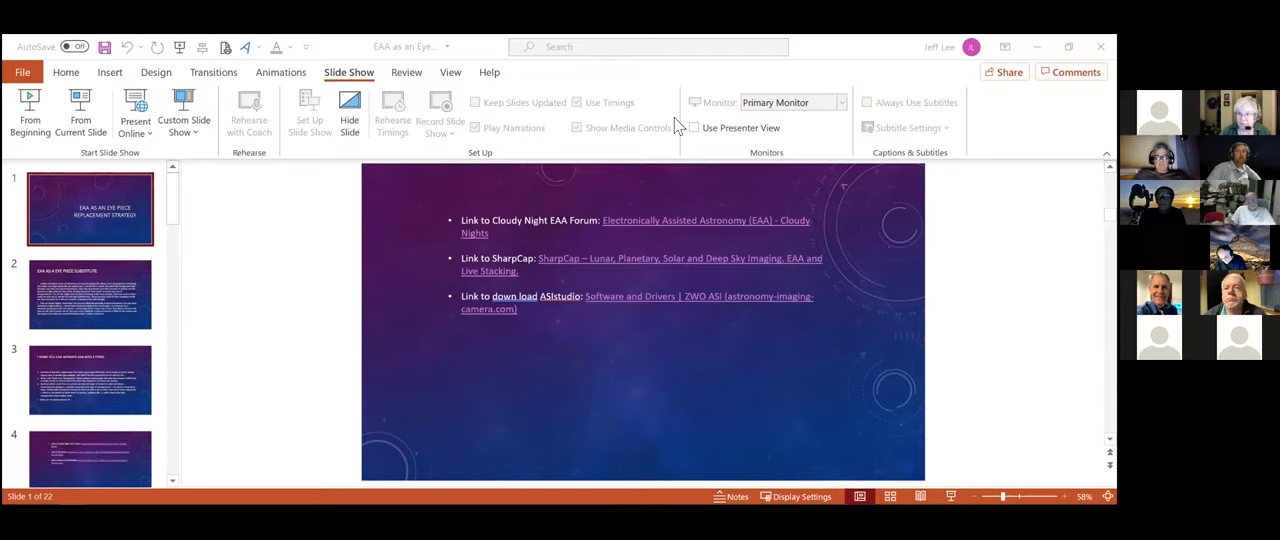 AutoSave Off EAA as an Eye... Search Jeff Lee JL
File Home Insert Design Transitions Animations Slide Show Review View Help Share Comments
From Beginning
From Current Slide
Present Online
Custom Slide Show
Start Slide Show
Rehearse with Coach
Rehearse
Set Up Slide Show
Hide Slide
Rehearse Timings
Record Slide Show
Keep Slides Updated
Play Narrations
Use Timings
Show Media Controls
Set Up
Monitor: Primary Monitor
Use Presenter View
Monitors
Always Use Subtitles
Subtitle Settings
Captions & Subtitles
1
EAA AS AN EYE PIECE
REPLACEMENT STRATEGY
2
EAA AS A EYE PIECE SUBSTITUTE
3
4
• Link to Cloudy Night EAA Forum: Electronically Assisted Astronomy (EAA) - Cloudy
Nights
• Link to SharpCap: SharpCap – Lunar, Planetary, Solar and Deep Sky Imaging, EAA and
Live Stacking.
• Link to down load ASIstudio: Software and Drivers | ZWO ASI (astronomy-imaging-
camera.com)
Slide 1 of 22 Notes Display Settings 58%